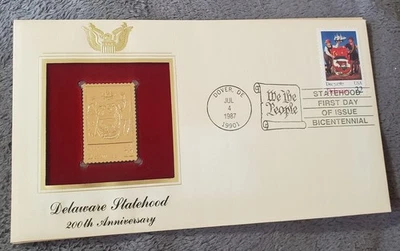 DOVER, DE
JUL
4
1987
19901
We the
People
STATEHOOD
FIRST DAY
OF ISSUE
BICENTENNIAL
USA
22
Delaware Statehood
200th Anniversary